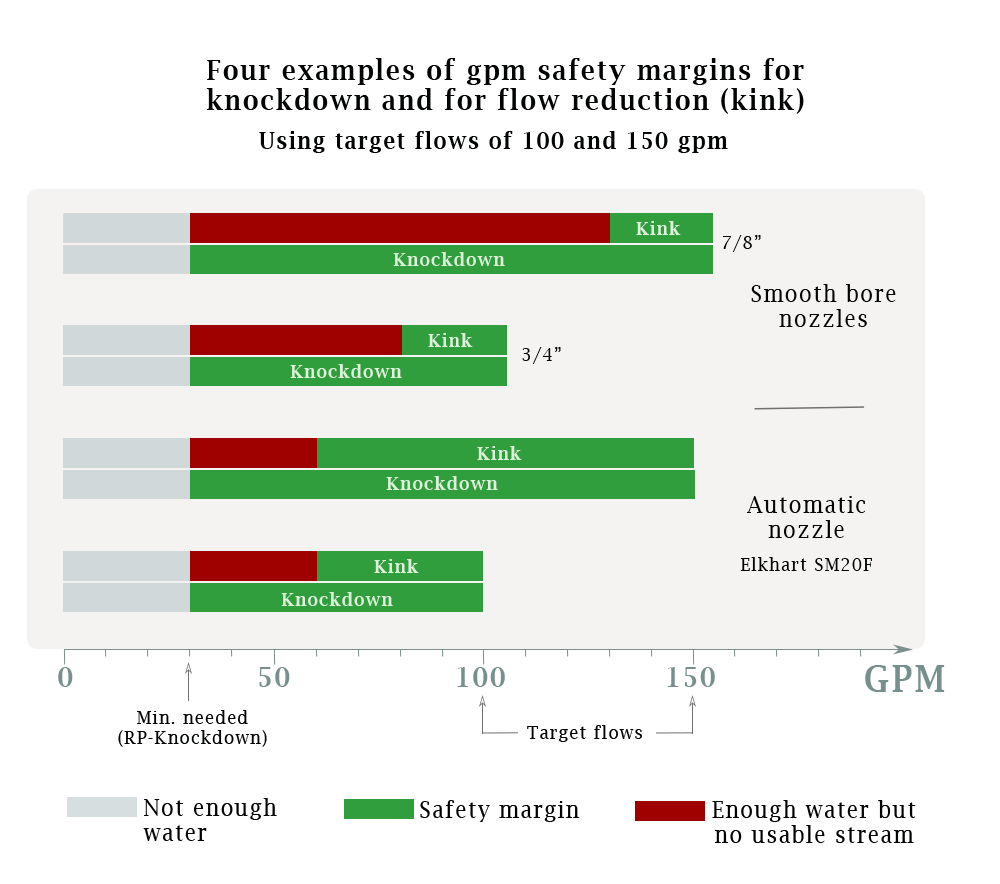 Four examples of gpm safety margins for
knockdown and for flow reduction (kink)
Using target flows of 100 and 150 gpm
Kink
7/8”
Knockdown
Smooth bore
nozzles
Kink
3/4”
Knockdown
Kink
Knockdown
Automatic
nozzle
Elkhart SM20F
Kink
Knockdown
0 50 100 150 GPM
Min. needed
(RP-Knockdown)
Target flows
Not enough
water
Safety margin
Enough water but
no usable stream